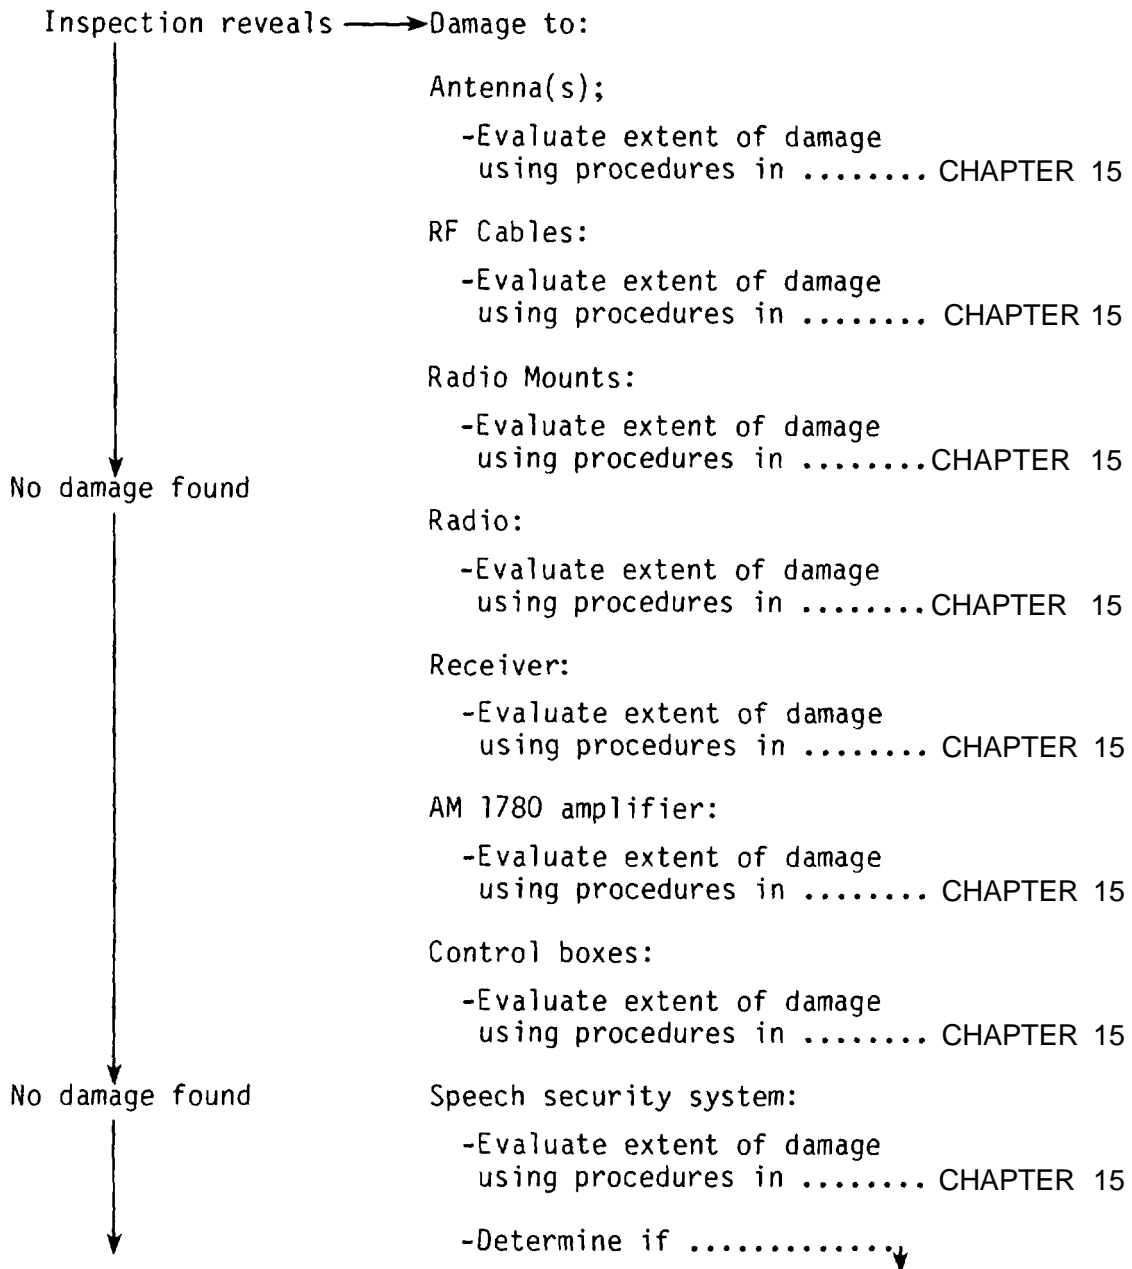 Inspection reveals Damage to:
Antenna(s);
-Evaluate extent of damage
using procedures in ........ CHAPTER 15
RF Cables:
-Evaluate extent of damage
using procedures in ........ CHAPTER 15
Radio Mounts:
-Evaluate extent of damage
using procedures in ........ CHAPTER 15
No damage found
Radio:
-Evaluate extent of damage
using procedures in ........ CHAPTER 15
Receiver:
-Evaluate extent of damage
using procedures in ........ CHAPTER 15
AM 1780 amplifier:
-Evaluate extent of damage
using procedures in ........ CHAPTER 15
Control boxes:
-Evaluate extent of damage
using procedures in ........ CHAPTER 15
No damage found
Speech security system:
-Evaluate extent of damage
using procedures in ........ CHAPTER 15
-Determine if .............